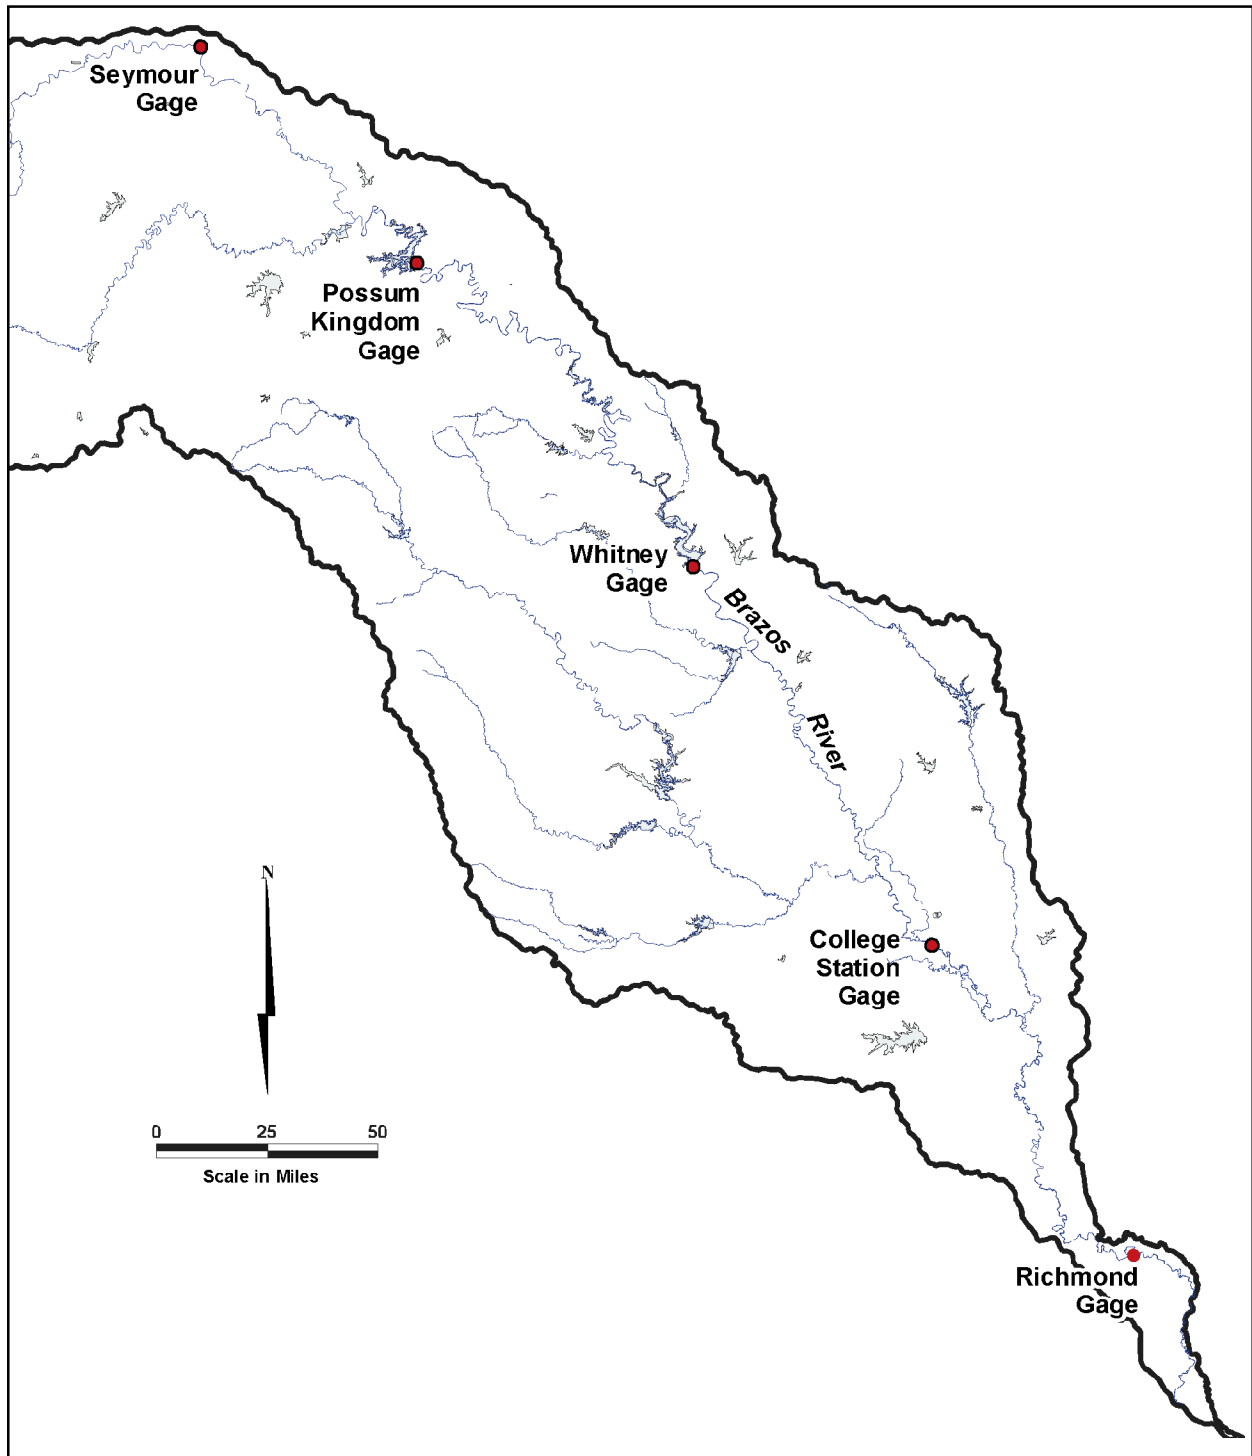 Seymour
Gage
Possum
Kingdom
Gage
Whitney
Gage
Brazos
River
College
Station
Gage
N
0 25 50
Scale in Miles
Richmond
Gage